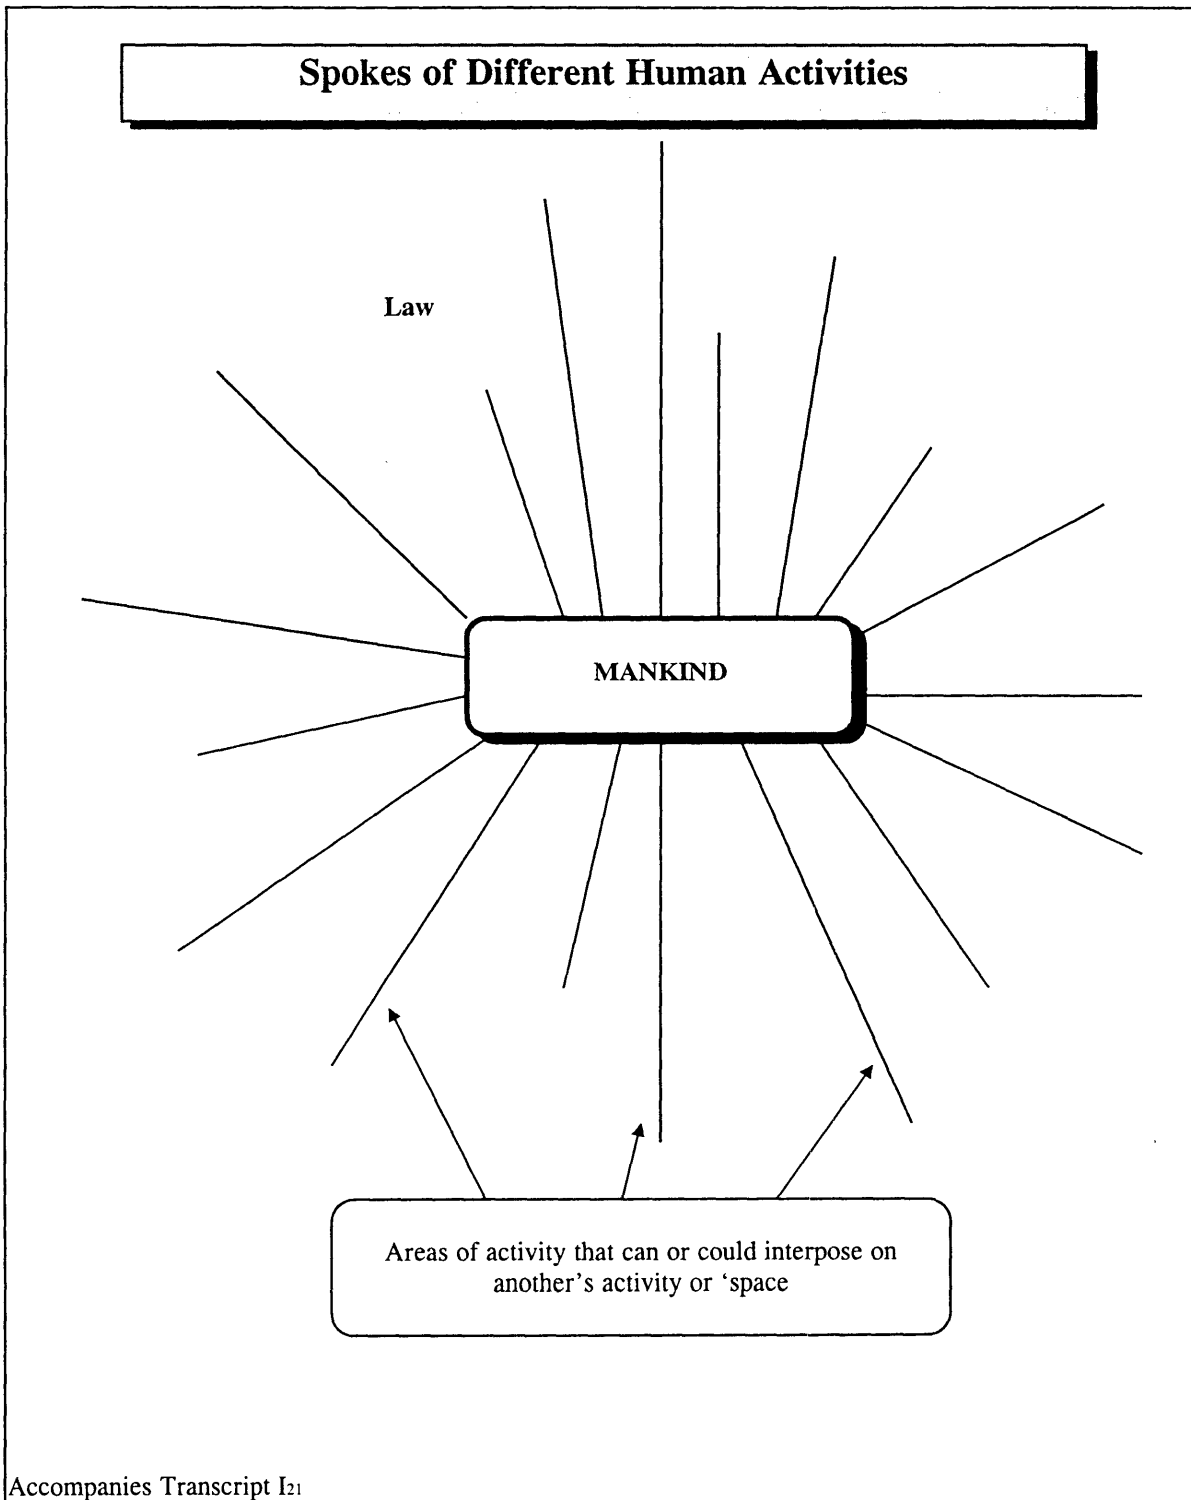 Spokes of Different Human Activities
Law
MANKIND
Areas of activity that can or could interpose on
another's activity or ‘space
Accompanies Transcript I21